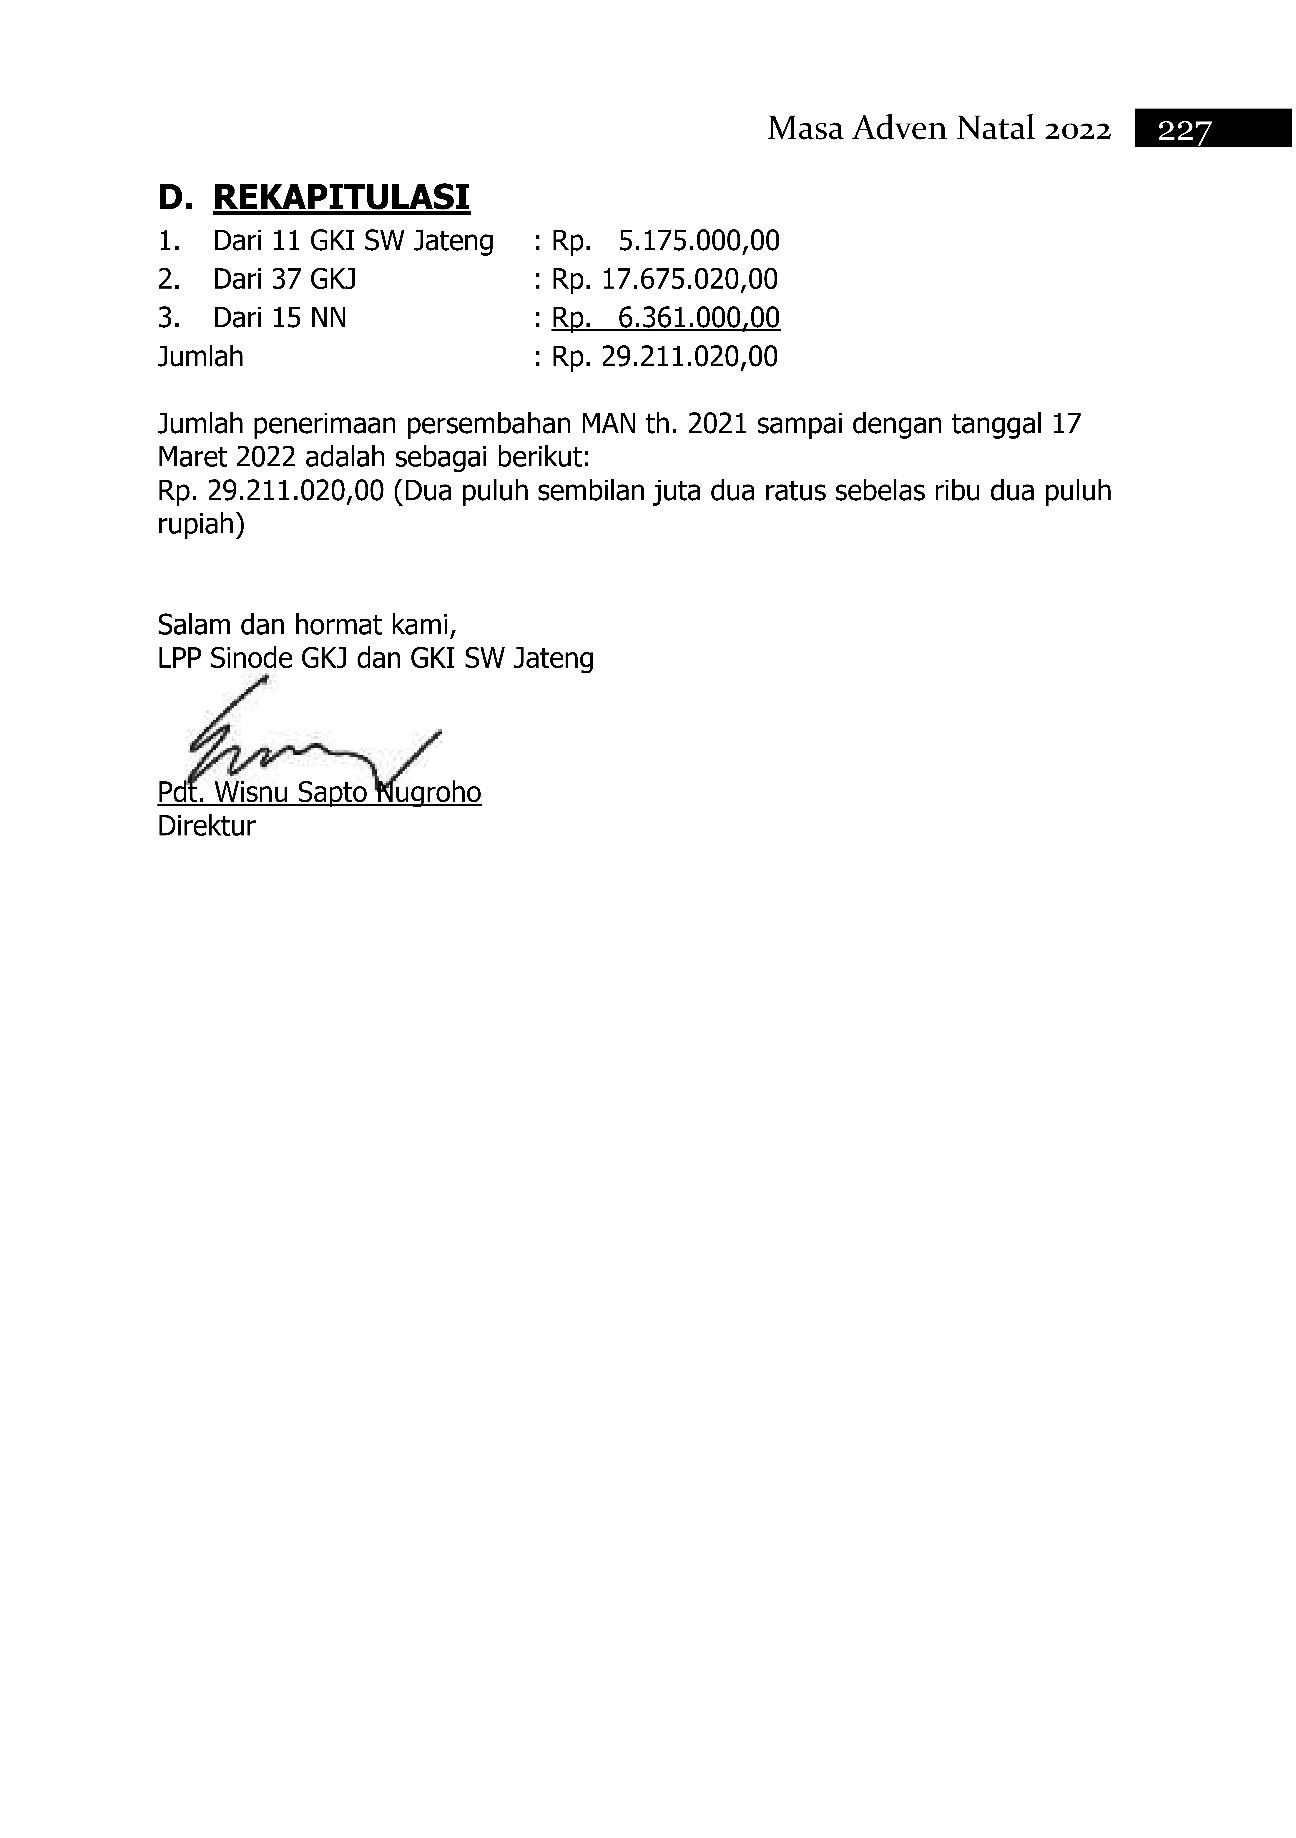 Masa Adven Natal 2022 227
D. REKAPITULASI
1. Dari 11 GKI SW Jateng : Rp. 5.175.000,00
2. Dari 37 GKJ : Rp. 17.675.020,00
3. Dari 15 NN : Rp. 6.361.000,00
Jumlah : Rp. 29.211.020,00
Jumlah penerimaan persembahan MAN th. 2021 sampai dengan tanggal 17
Maret 2022 adalah sebagai berikut:
Rp. 29.211.020,00 (Dua puluh sembilan juta dua ratus sebelas ribu dua puluh
rupiah)
Salam dan hormat kami,
LPP Sinode GKJ dan GKI SW Jateng
Pdt. Wisnu Sapto Nugroho
Direktur